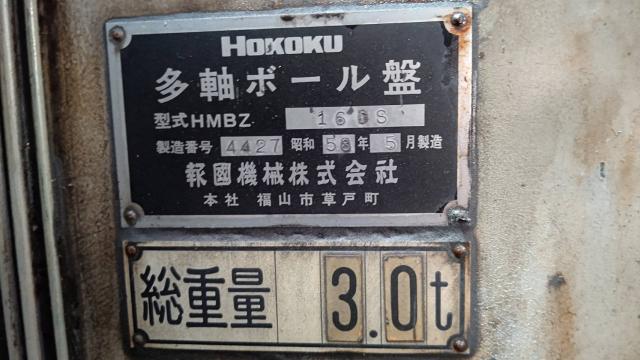 HOKOKU
多軸ボール盤
型式HMBZ
製造番号 4427 昭和 58 年 5 月製造
報國機械株式会社
本社 福山市草戸町
総重量 3.0t